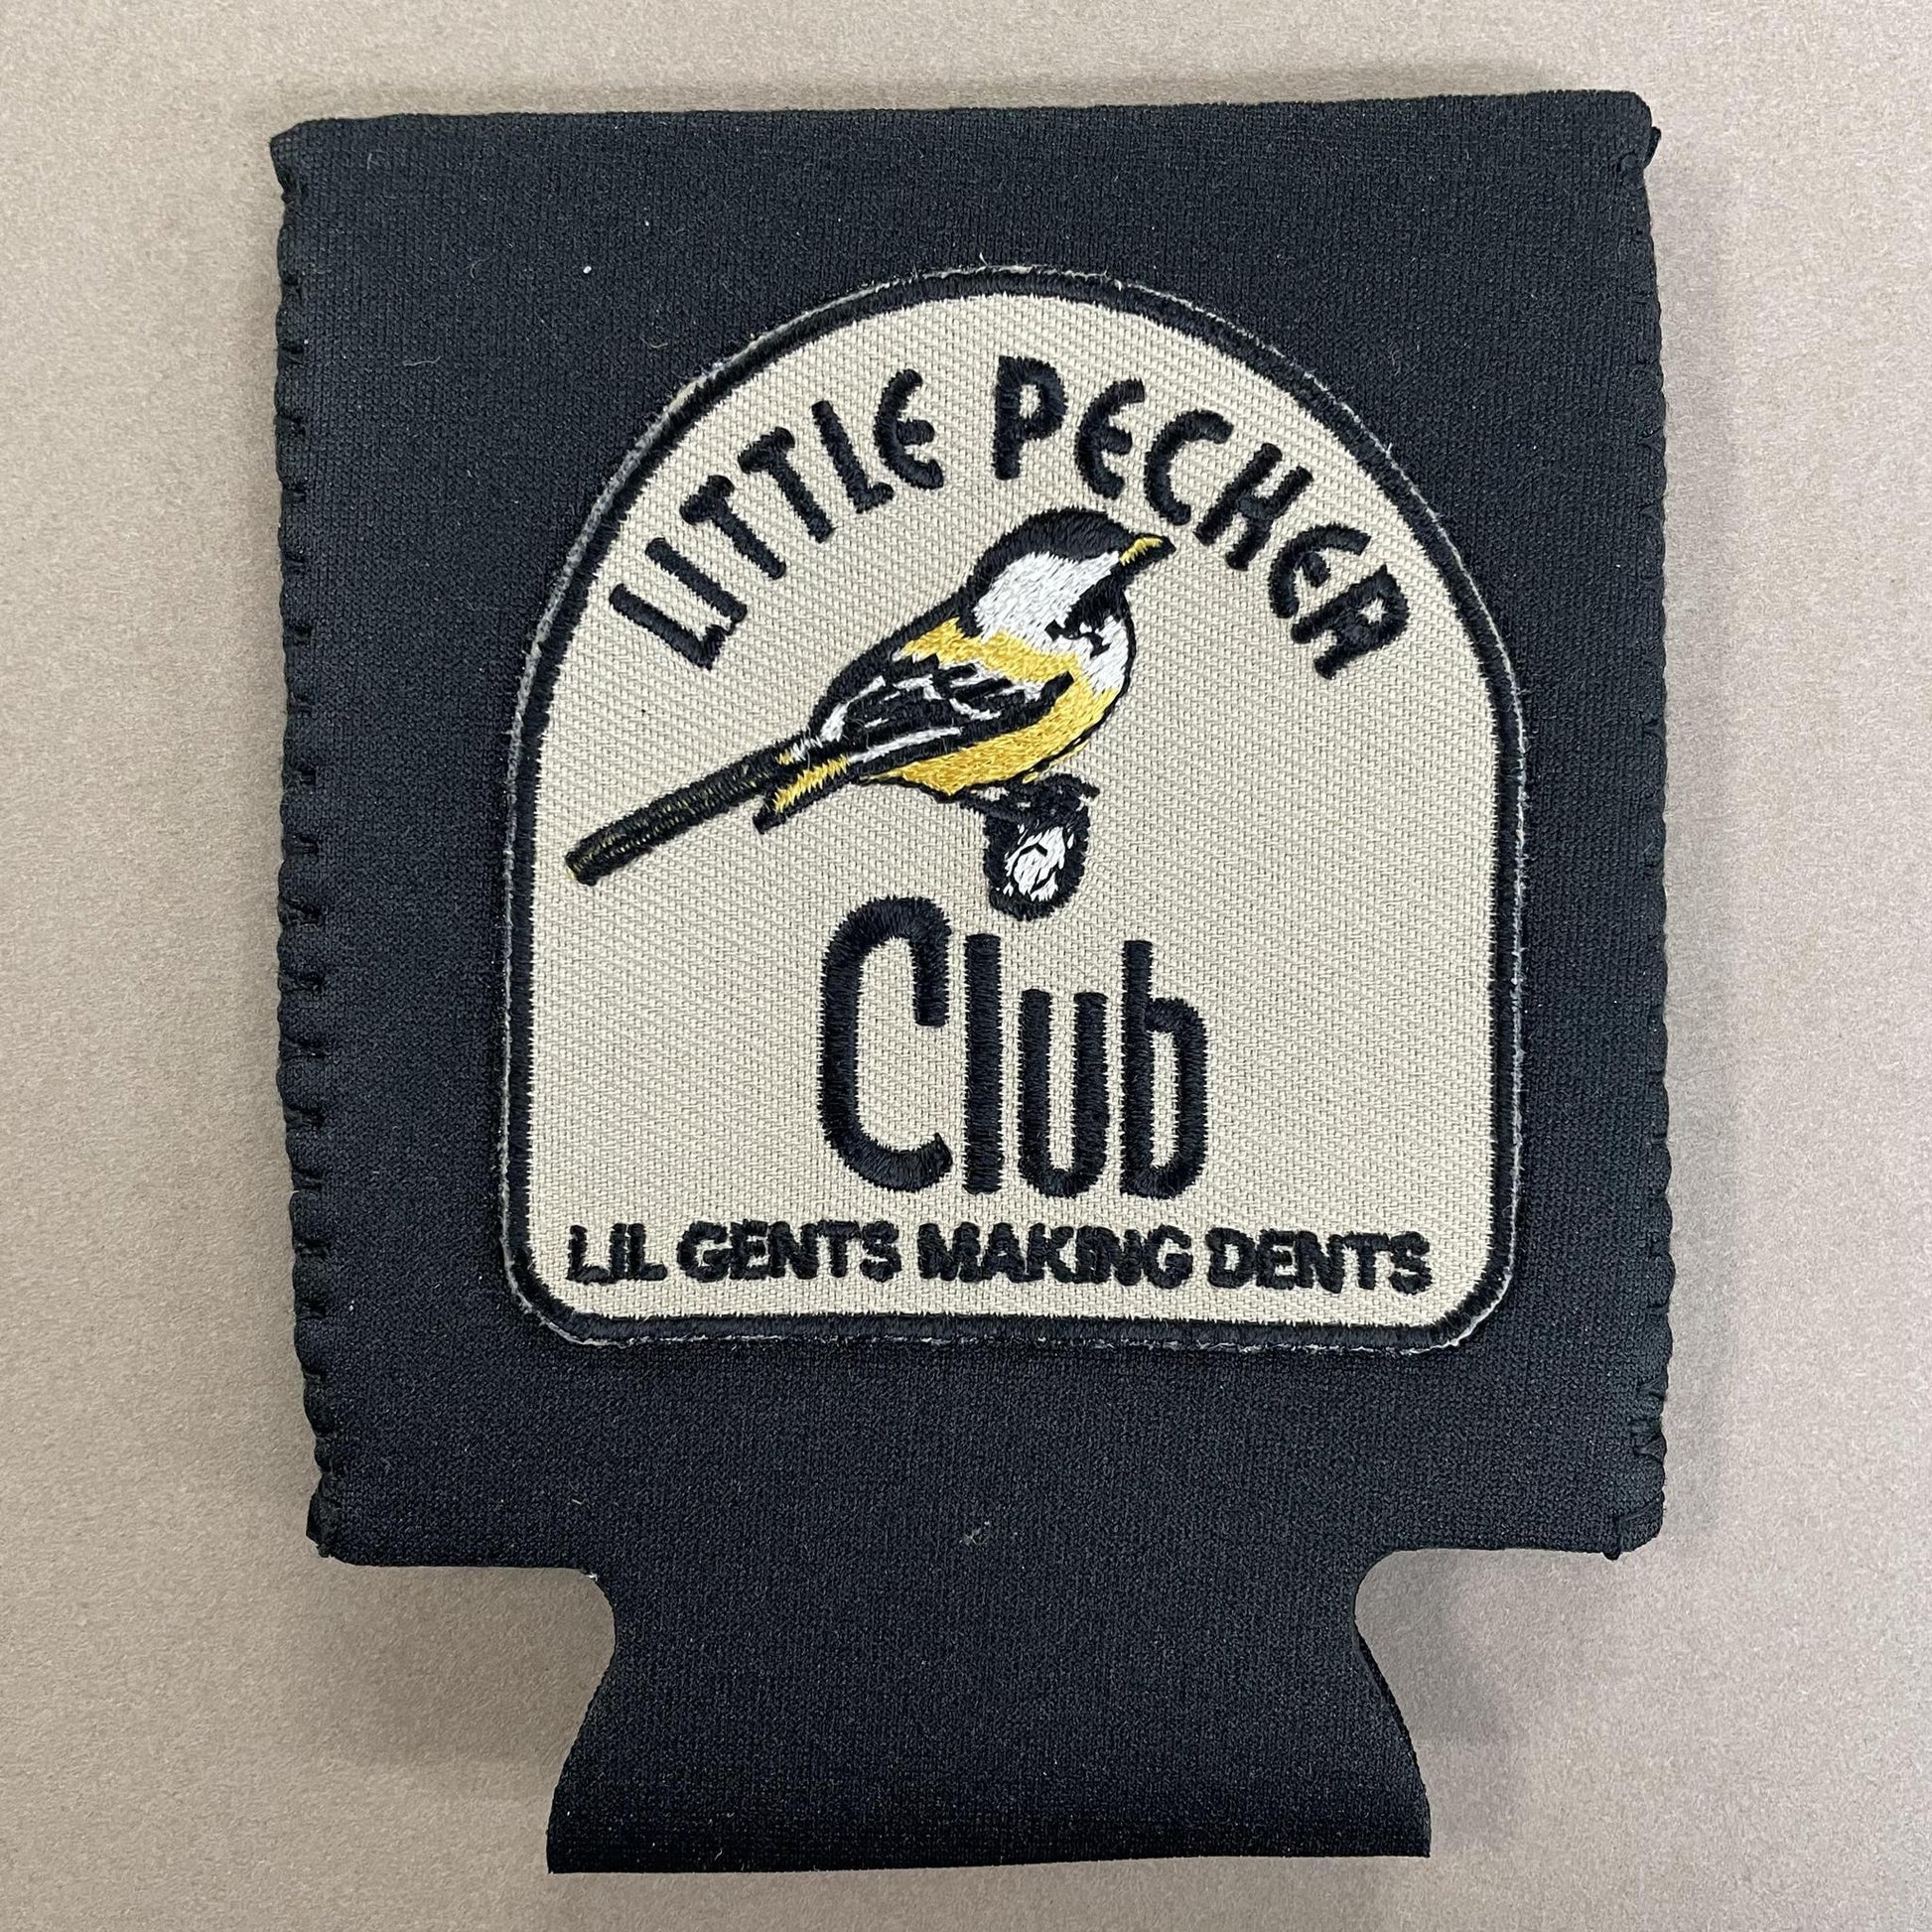 LITTLE PECKER
Club
LIL GENTS MAKING DENTS